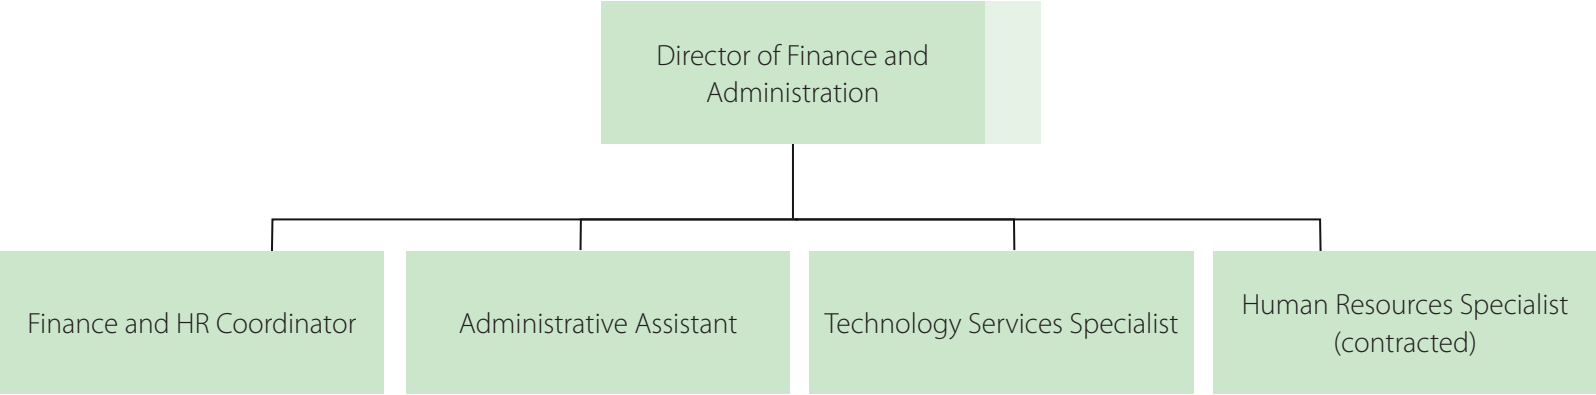 Director of Finance and
Administration
Finance and HR Coordinator
Administrative Assistant
Technology Services Specialist
Human Resources Specialist
(contracted)